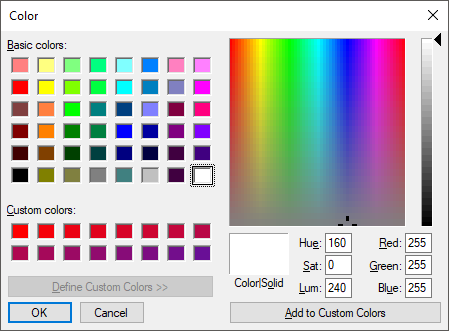 Color
Basic colors:
Custom colors:
Define Custom Colors >>
OK
Cancel
Color|Solid
Hue: 160
Sat: 0
Lum: 240
Red: 255
Green: 255
Blue: 255
Add to Custom Colors